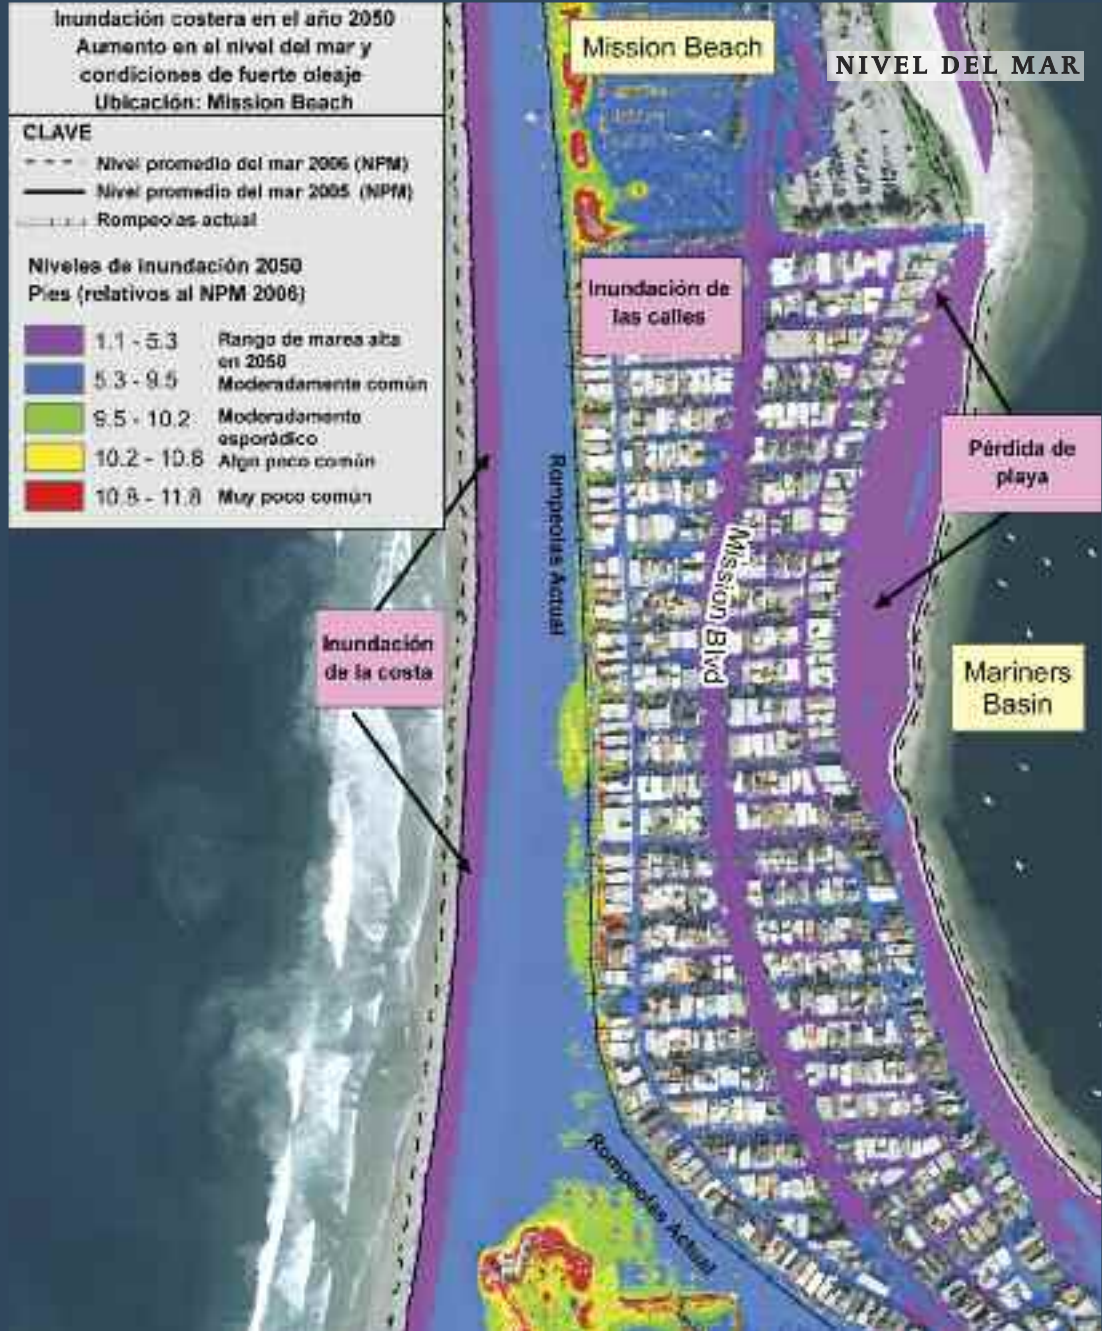 Inundación costera en el año 2050
Aumento en el nivel del mar y
condiciones de fuerte oleaje
Ubicación: Mission Beach
CLAVE
Nivel promedio del mar 2006 (NPM)
Nivel promedio del mar 2005 (NPM)
Rompeolas actual
Niveles de inundación 2050
Pies (relativos al NPM 2006)
1.1 - 5.3 Rango de marea alta
en 2050
5.3 - 9.5 Moderadamente común
9.5 - 10.2 Moderadamente
esporádico
10.2 - 10.8 Algo poco común
10.8 - 11.8 Muy poco común
Mission Beach
NIVEL DEL MAR
Inundación de
las calles
Pérdida de
playa
Rompeolas Actual
Mission Blvd
Inundación
de la costa
Mariners
Basin
Rompeolas Actual